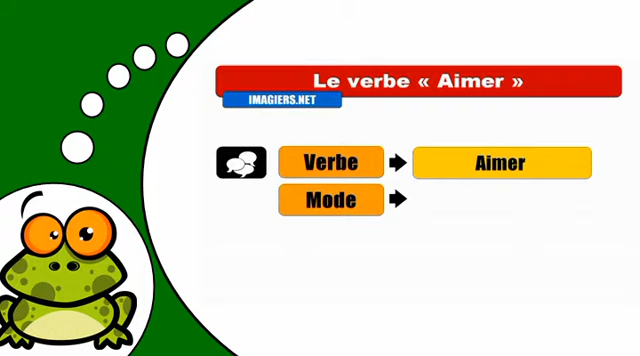 Le verbe « Aimer »
IMAGIERS.NET
Verbe Aimer
Mode